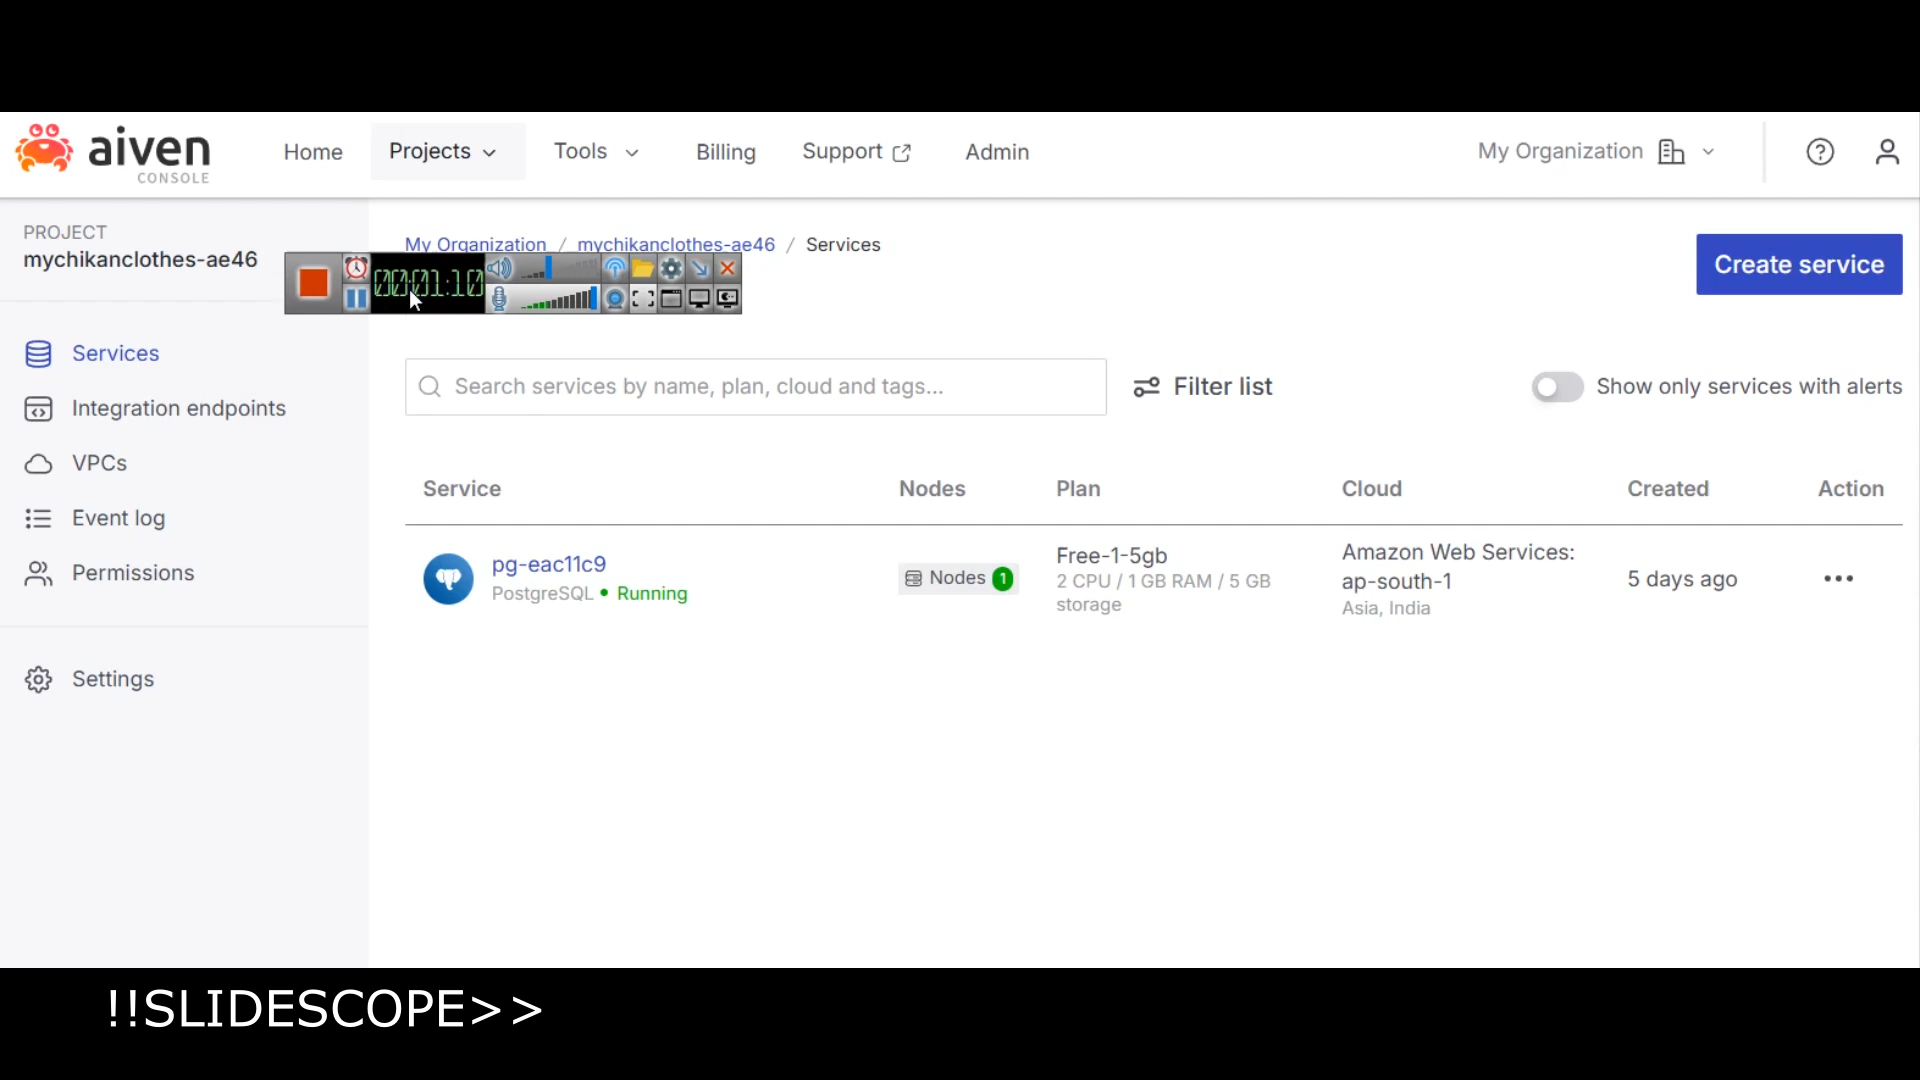 aiven
CONSOLE
Home
Projects
Tools
Billing
Support
Admin
My Organization
PROJECT
mychikanclothes-ae46
My Organization / mychikanclothes-ae46 / Services
Create service
00:01:10
Services
Integration endpoints
VPCs
Event log
Permissions
Settings
Search services by name, plan, cloud and tags...
Filter list
Show only services with alerts
Service Nodes Plan Cloud Created Action
pg-eac11c9
PostgreSQL • Running
Nodes 1
Free-1-5gb
2 CPU / 1 GB RAM / 5 GB
storage
Amazon Web Services:
ap-south-1
Asia, India
5 days ago
!!SLIDESCOPE>>